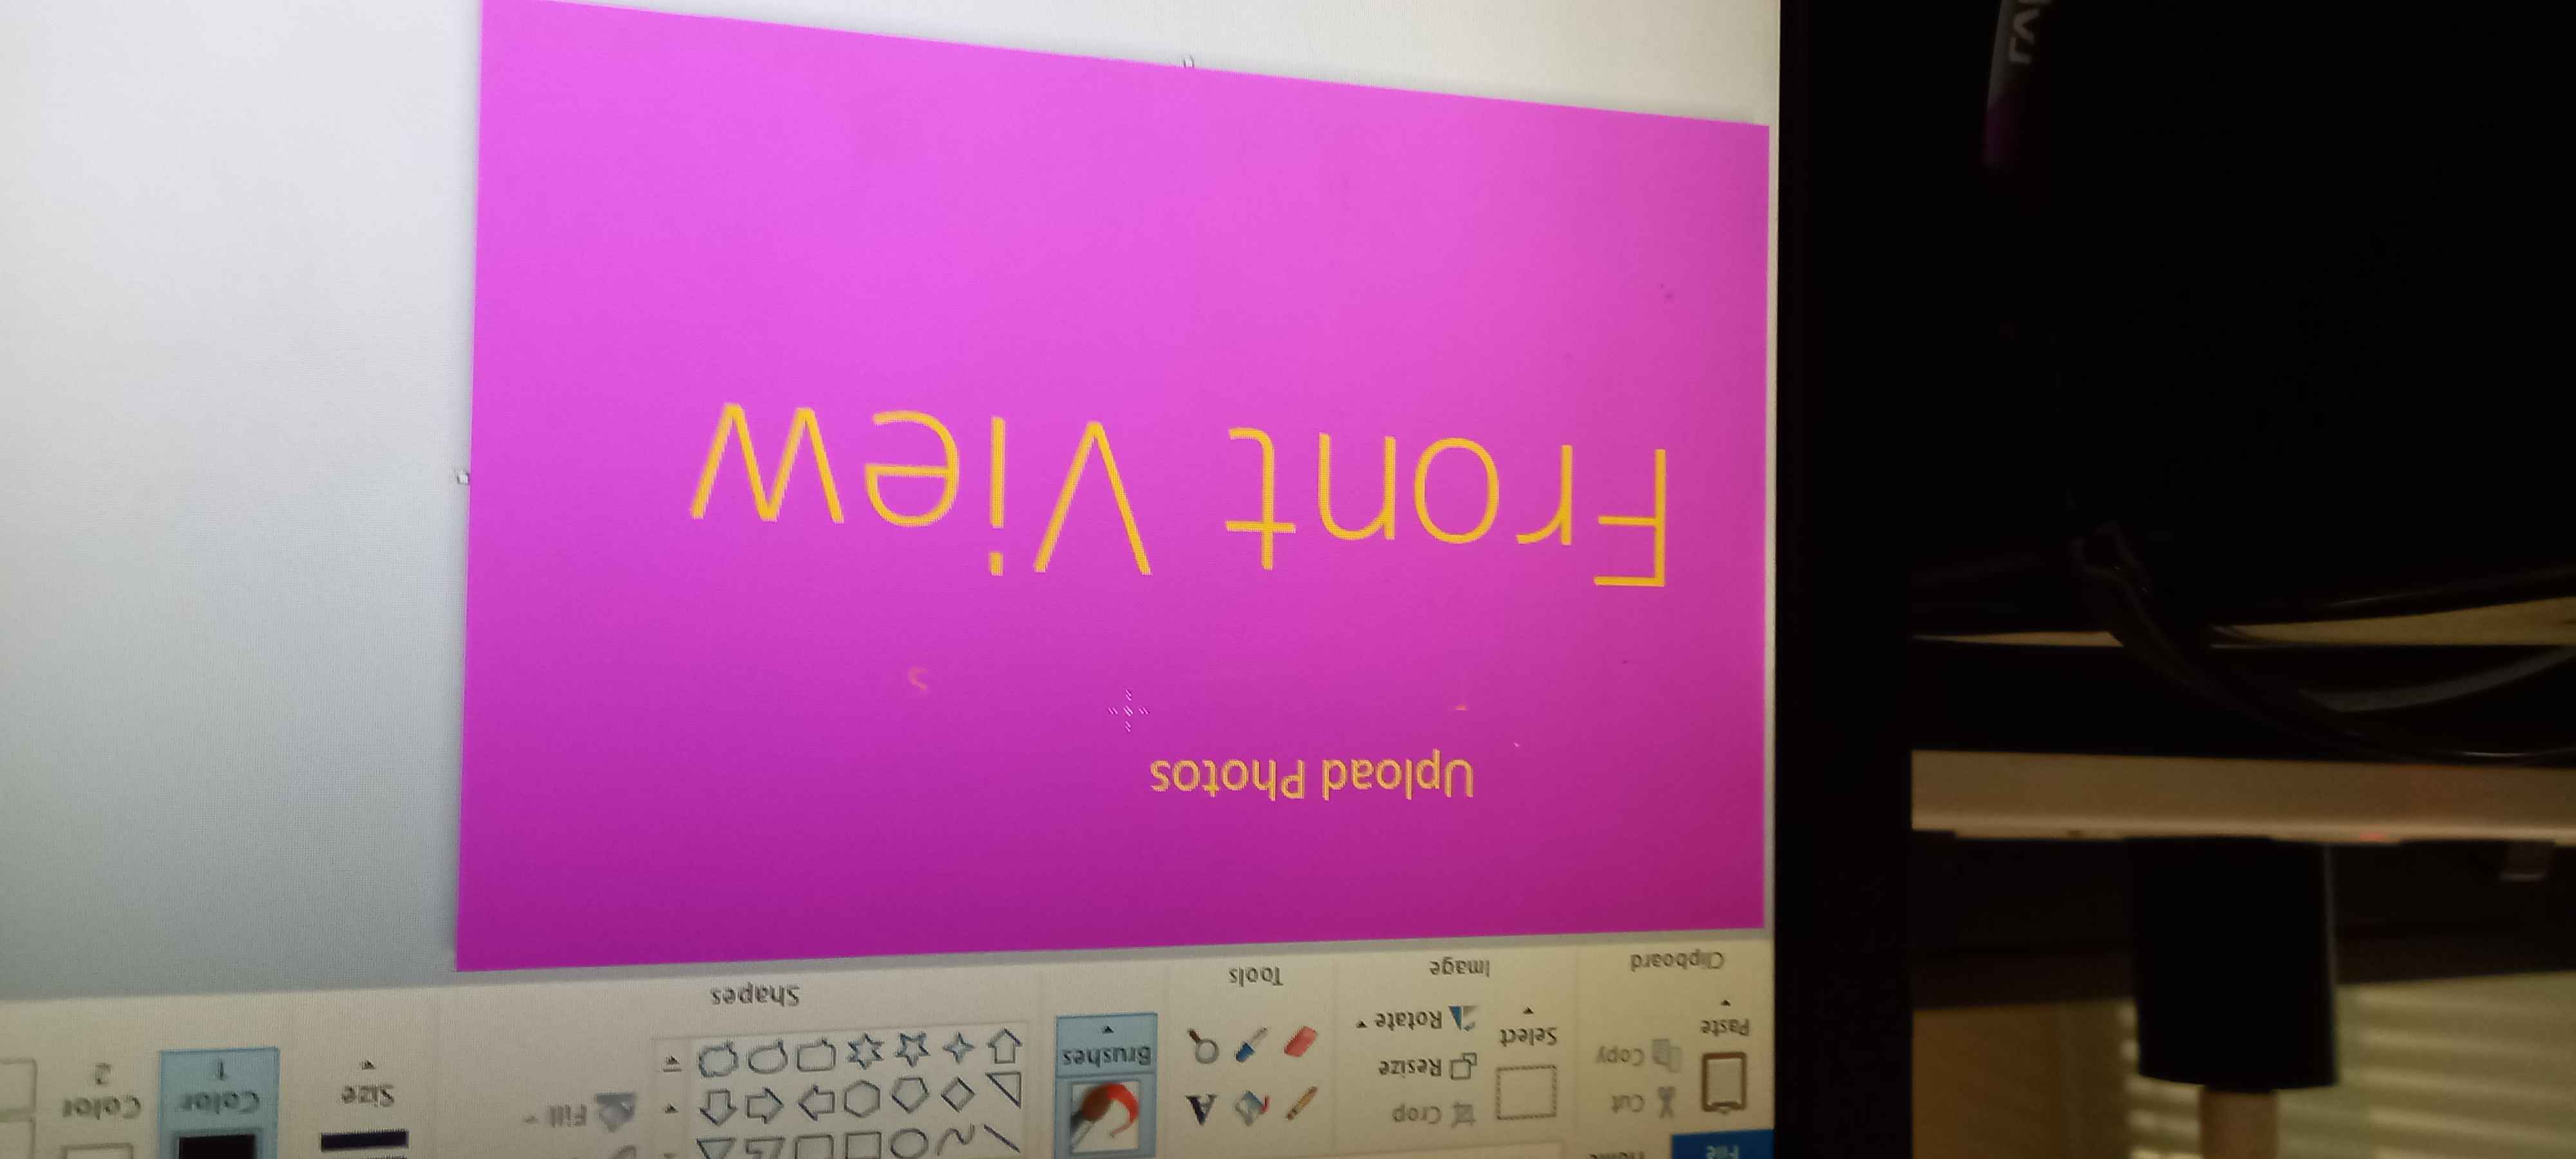 File
Cut
Copy
Paste
Clipboard
Crop
Resize
Rotate
Select
Image
A
Tools
Brushes
Shapes
Fill
Size
Color
1
Color
2
Upload Photos
Front View